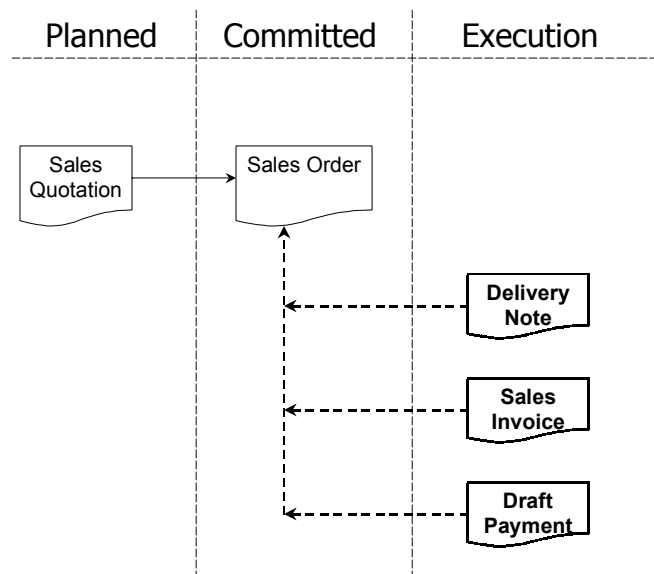 Planned
Committed
Execution
Sales
Quotation
Sales Order
Delivery
Note
Sales
Invoice
Draft
Payment